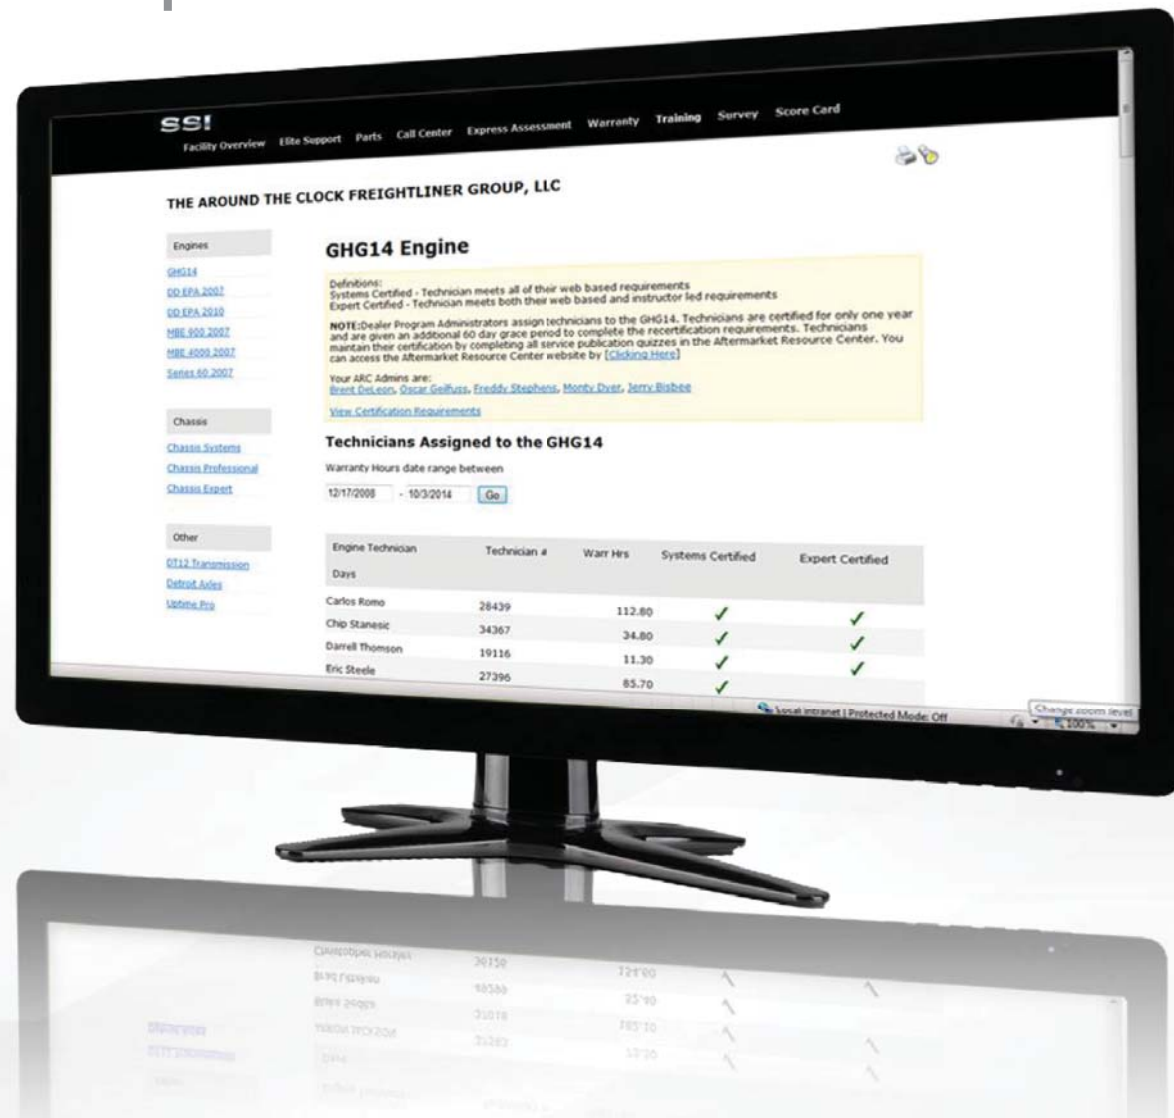 SS!
Facility Overview Elite Support Parts Call Center Express Assessment Warranty Training Survey Score Card
THE AROUND THE CLOCK FREIGHTLINER GROUP, LLC
Engines
GHG14
DD EPA 2007
DD EPA 2010
MBE 900 2007
MBE 4000 2007
Series 60 2007
Chassis
Chassis Systems
Chassis Professional
Chassis Expert
Other
DT12 Transmission
Detroit Axles
Uptime Pro
GHG14 Engine
Definitions:
Systems Certified - Technician meets all of their web based requirements
Expert Certified - Technician meets both their web based and instructor led requirements
NOTE:Dealer Program Administrators assign technicians to the GHG14. Technicians are certified for only one year
and are given an additional 60 day grace period to complete the recertification requirements. Technicians
maintain their certification by completing all service publication quizzes in the Aftermarket Resource Center. You
can access the Aftermarket Resource Center website by [Clicking Here]
Your ARC Admins are:
Brent DeLeon, Oscar Geilfuss, Freddy Stephens, Monty Dyer, Jerry Bisbee
View Certification Requirements
Technicians Assigned to the GHG14
Warranty Hours date range between
12/17/2008 - 10/3/2014 Go
Engine Technician Technician # Warr Hrs Systems Certified Expert Certified
Days
Carlos Romo 28439 112.80 ✓ ✓
Chip Stanesic 34367 34.80 ✓ ✓
Darrell Thomson 19116 11.30 ✓ ✓
Eric Steele 27396 85.70 ✓
Local intranet | Protected Mode: Off
Change zoom level
100%